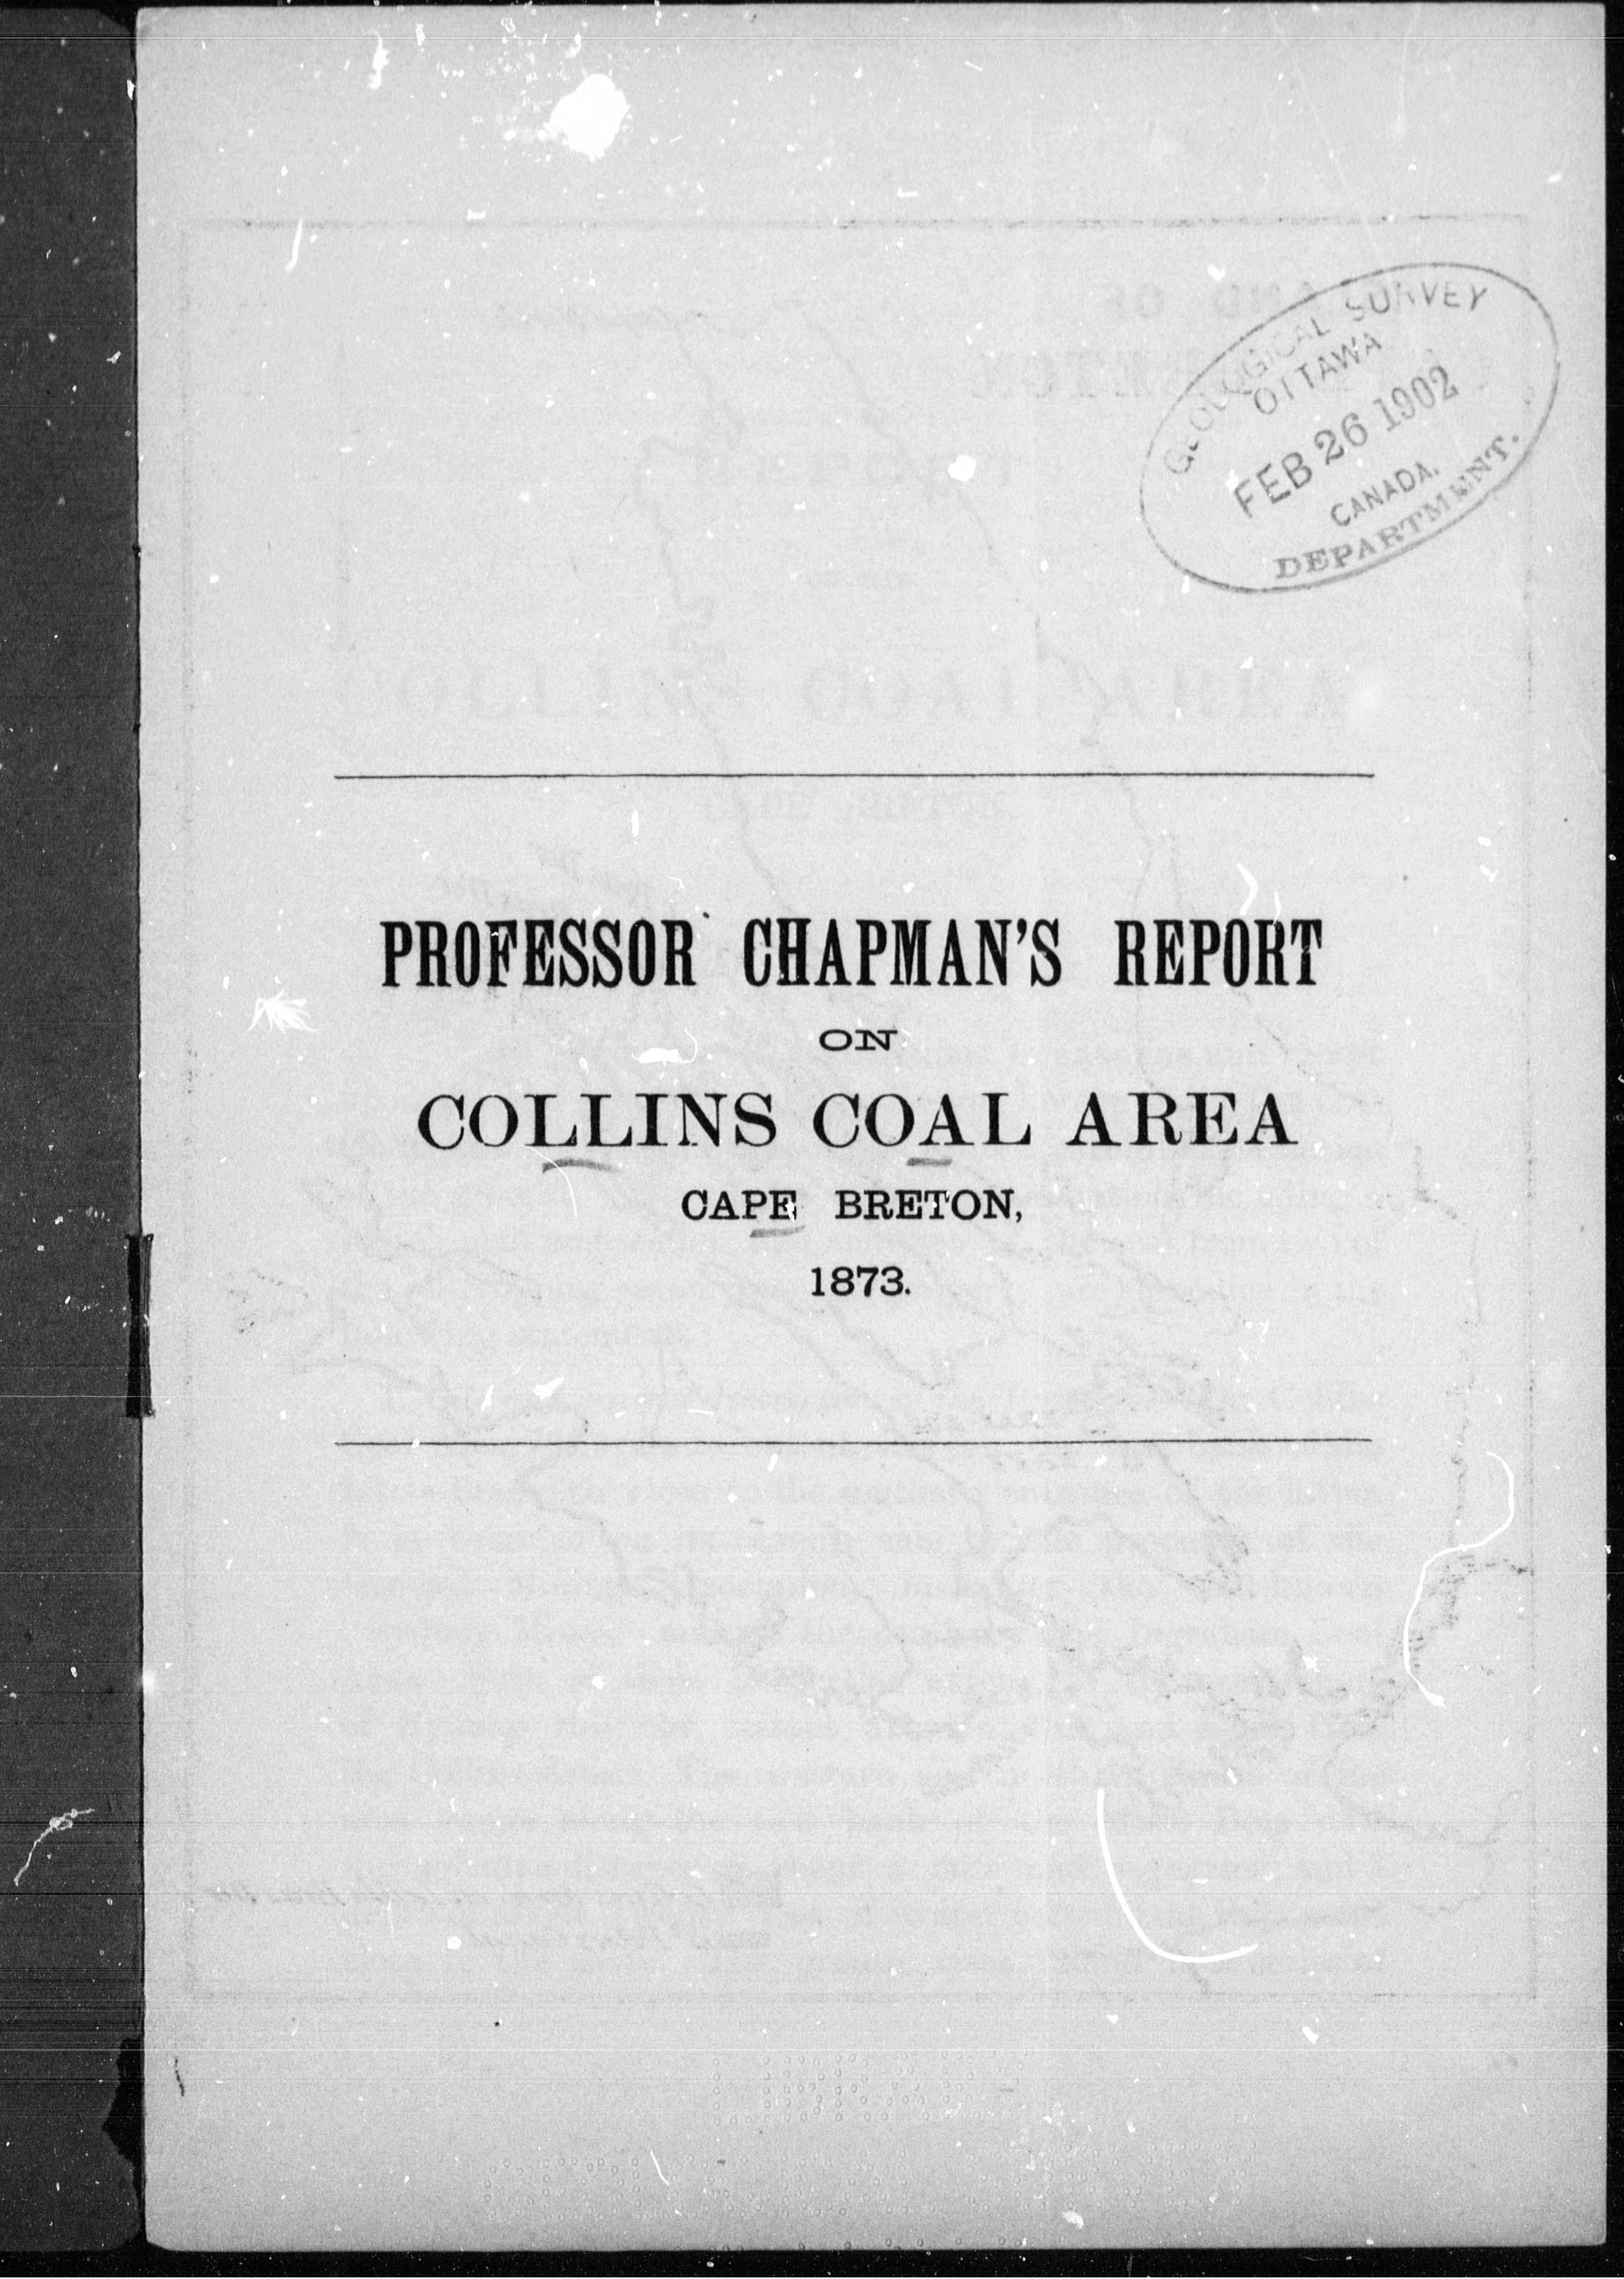 GEOLOGICAL SURVEY
OTTAWA
FEB 26 1902
CANADA.
DEPARTMENT.
PROFESSOR CHAPMAN'S REPORT
ON
COLLINS COAL AREA
CAPE BRETON,
1873.